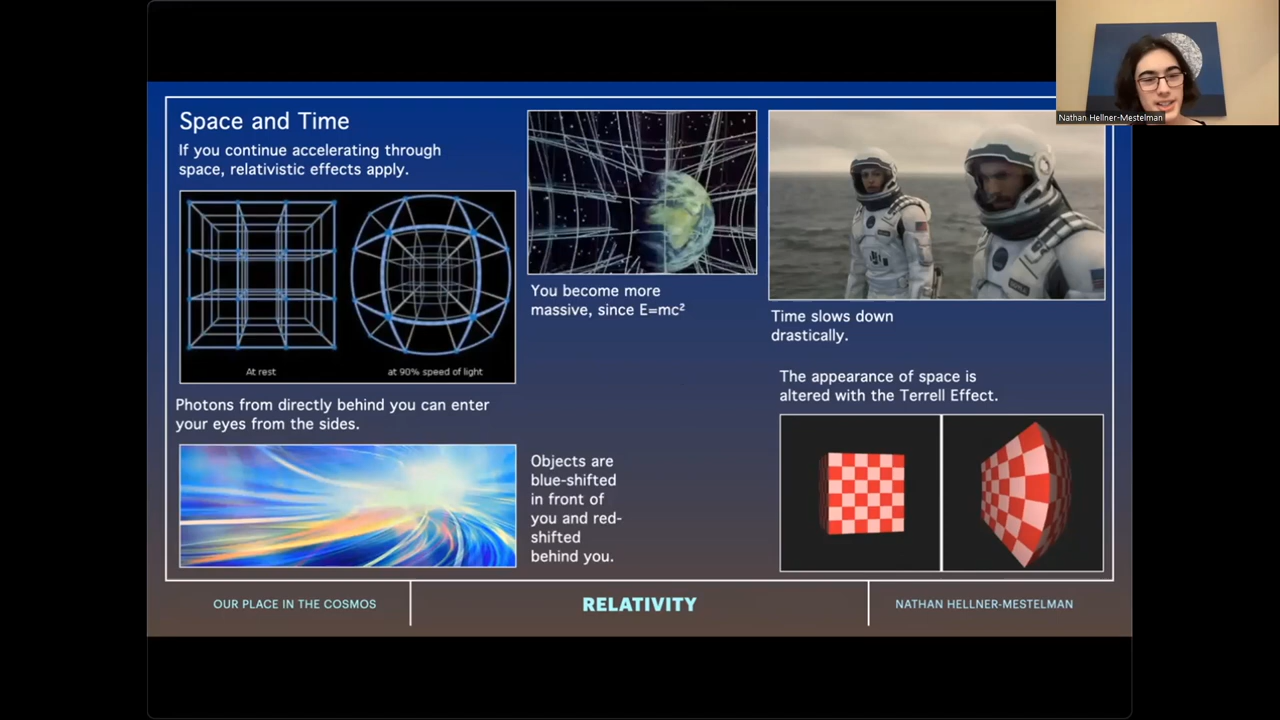 Nathan Hellner-Mestelman
Space and Time
If you continue accelerating through
space, relativistic effects apply.
At rest
at 90% speed of light
Photons from directly behind you can enter
your eyes from the sides.
You become more
massive, since E=mc²
Objects are
blue-shifted
in front of
you and red-
shifted
behind you.
Time slows down
drastically.
The appearance of space is
altered with the Terrell Effect.
OUR PLACE IN THE COSMOS
RELATIVITY
NATHAN HELLNER-MESTELMAN